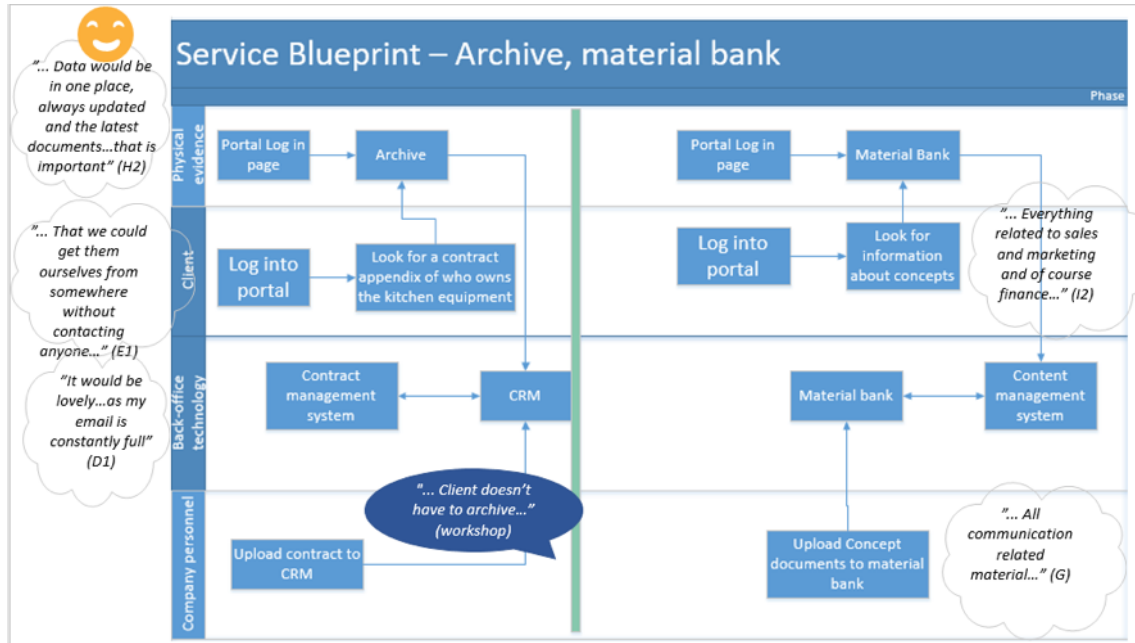 Service Blueprint – Archive, material bank
Phase
"... Data would be
in one place,
always updated
and the latest
documents...that is
important" (H2)
Physical
evidence
Portal Log in
page
Archive
Portal Log in
page
Material Bank
"... That we could
get them
ourselves from
somewhere
without
contacting
anyone..." (E1)
Client
Log into
portal
Look for a contract
appendix of who owns
the kitchen equipment
Log into
portal
Look for
information
about concepts
"... Everything
related to sales
and marketing
and of course
finance..." (I2)
"It would be
lovely...as my
email is
constantly full"
(D1)
Back-office
technology
Contract
management
system
CRM
Material bank
Content
management
system
"... Client doesn't
have to archive..."
(workshop)
Company personnel
Upload contract to
CRM
Upload Concept
documents to material
bank
"... All
communication
related
material..." (G)